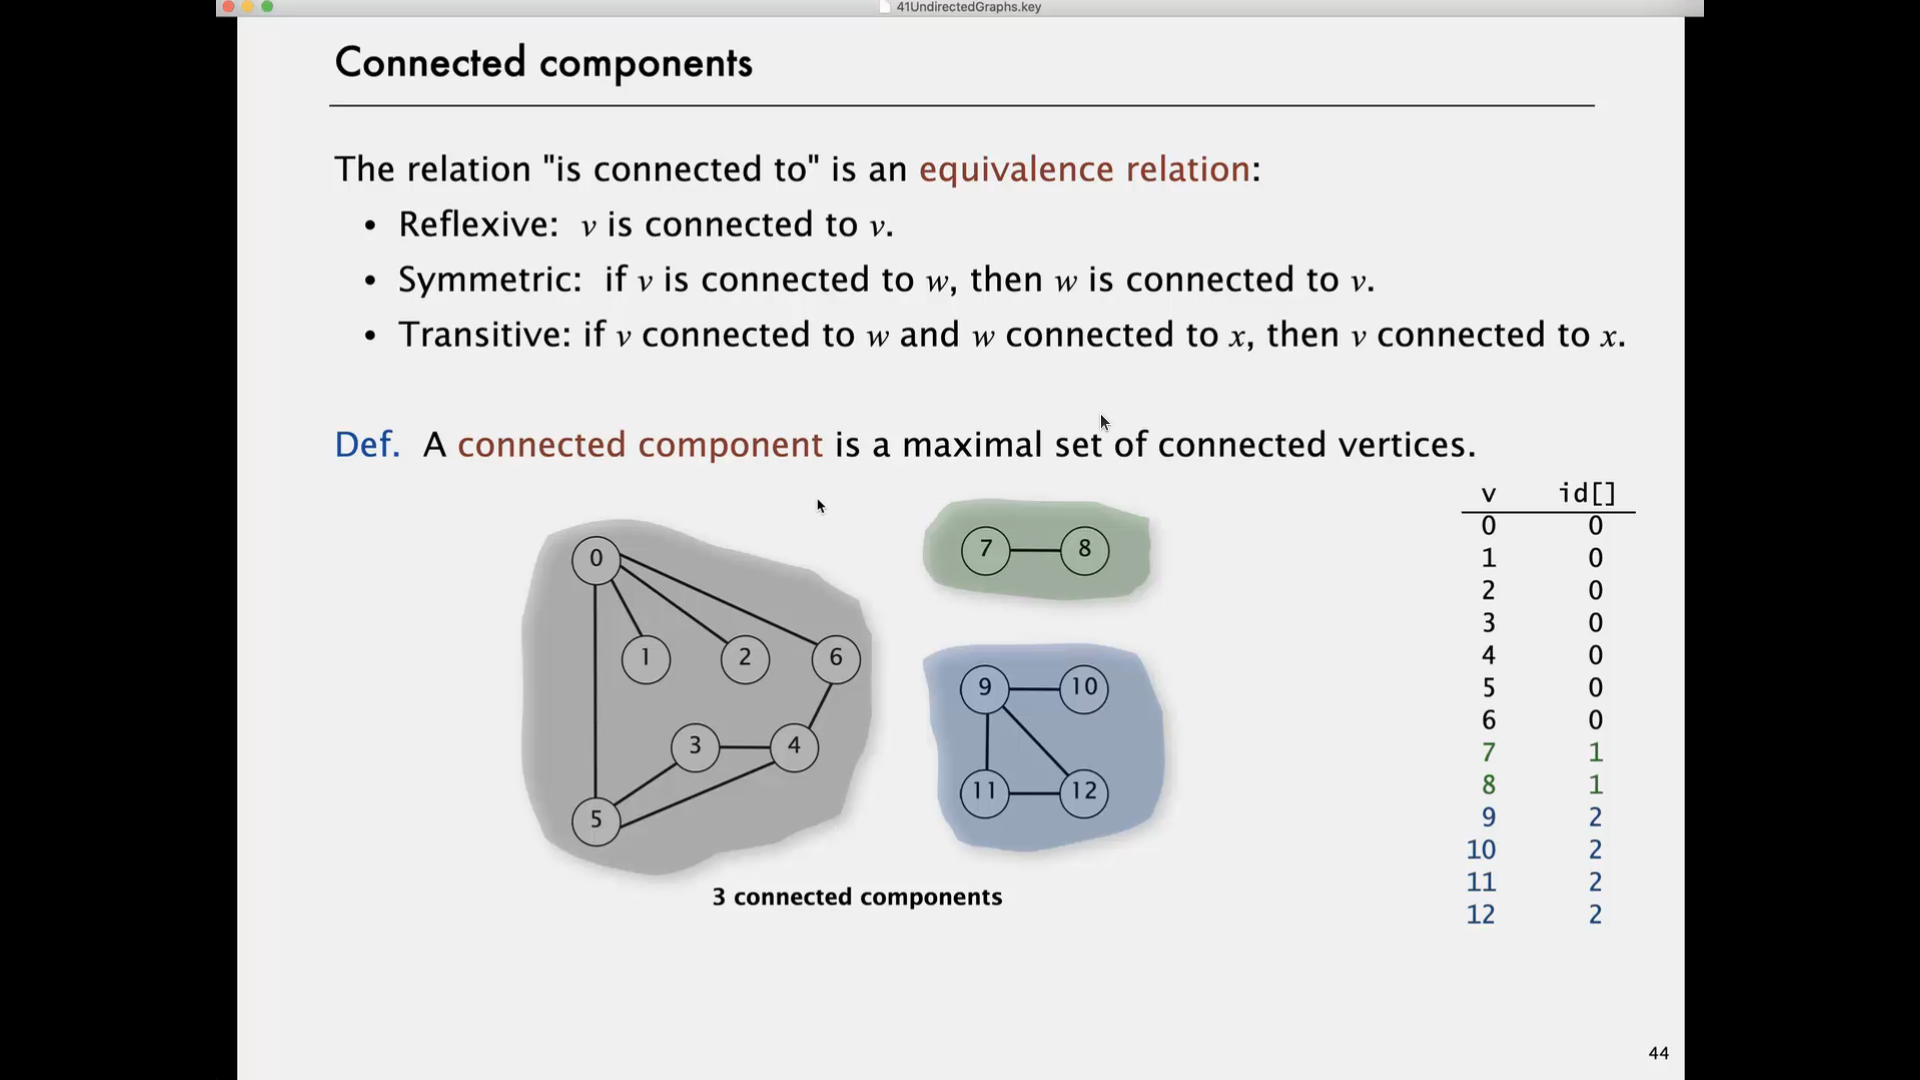 41UndirectedGraphs.key
Connected components
The relation "is connected to" is an equivalence relation:
• Reflexive: v is connected to v.
• Symmetric: if v is connected to w, then w is connected to v.
• Transitive: if v connected to w and w connected to x, then v connected to x.
Def. A connected component is a maximal set of connected vertices.
0
1 2 6
3 4
5
7 8
9 10
11 12
3 connected components
v id[]
0 0
1 0
2 0
3 0
4 0
5 0
6 0
7 1
8 1
9 2
10 2
11 2
12 2
44